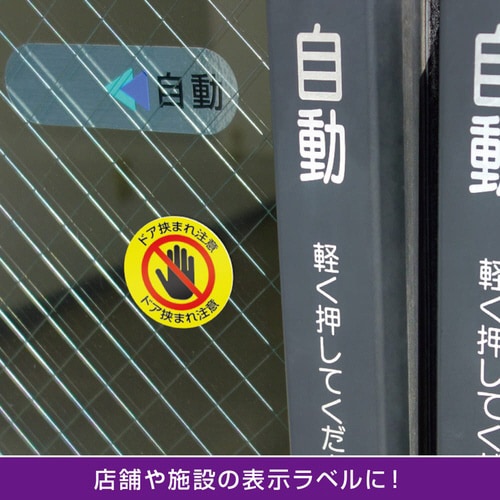 自動
自動
軽く押してくだ
自動
軽く押してく
ドア挟まれ注意
ドア挟まれ注意
店舗や施設の表示ラベルに!